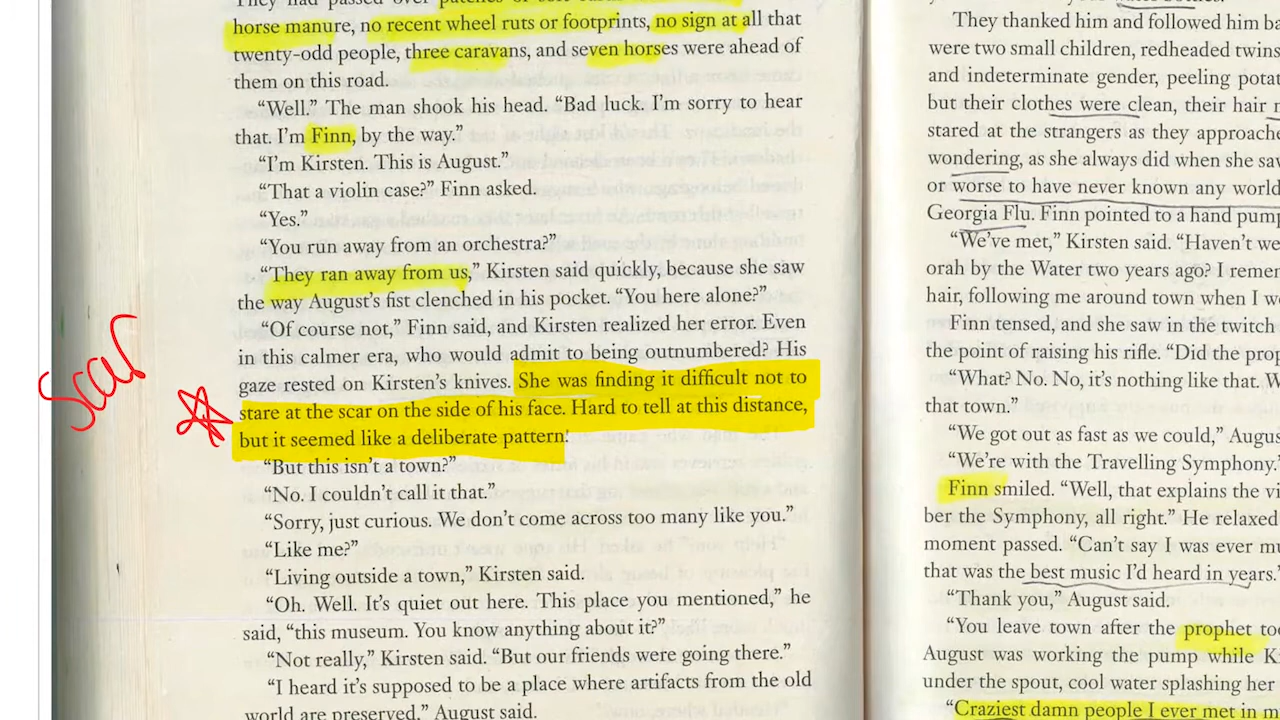 horse manure, no recent wheel ruts or footprints, no sign at all that
twenty-odd people, three caravans, and seven horses were ahead of
them on this road.
“Well.” The man shook his head. “Bad luck. I’m sorry to hear
that. I’m Finn, by the way.”
“I’m Kirsten. This is August.”
“That a violin case?” Finn asked.
“Yes.”
“You run away from an orchestra?”
“They ran away from us,” Kirsten said quickly, because she saw
the way August’s fist clenched in his pocket. “You here alone?”
“Of course not,” Finn said, and Kirsten realized her error. Even
in this calmer era, who would admit to being outnumbered? His
gaze rested on Kirsten’s knives. She was finding it difficult not to
stare at the scar on the side of his face. Hard to tell at this distance,
but it seemed like a deliberate pattern.
“But this isn’t a town?”
“No. I couldn’t call it that.”
“Sorry, just curious. We don’t come across too many like you.”
“Like me?”
“Living outside a town,” Kirsten said.
“Oh. Well. It’s quiet out here. This place you mentioned,” he
said, “this museum. You know anything about it?”
“Not really,” Kirsten said. “But our friends were going there.”
“I heard it’s supposed to be a place where artifacts from the old
world are preserved,” August said.
Scar
They thanked him and followed him
were two small children, redheaded twins
and indeterminate gender, peeling
but their clothes were clean, their hair
stared at the strangers as they
wondering, as she always did when she
or worse to have never known any world
Georgia Flu. Finn pointed to a hand
“We’ve met,” Kirsten said. “Haven’t we
orah by the Water two years ago? I
hair, following me around town when I
Finn tensed, and she saw in the twitch
the point of raising his rifle. “Did the
“What? No. No, it’s nothing like that.
that town.”
“We got out as fast as we could,”
“We’re with the Travelling Symphony.”
Finn smiled. “Well, that explains the
ber the Symphony, all right.” He relaxed
moment passed. “Can’t say I was ever
that was the best music I’d heard in years.”
“Thank you,” August said.
“You leave town after the prophet
August was working the pump while
under the spout, cool water splashing her
“Craziest damn people I ever met in